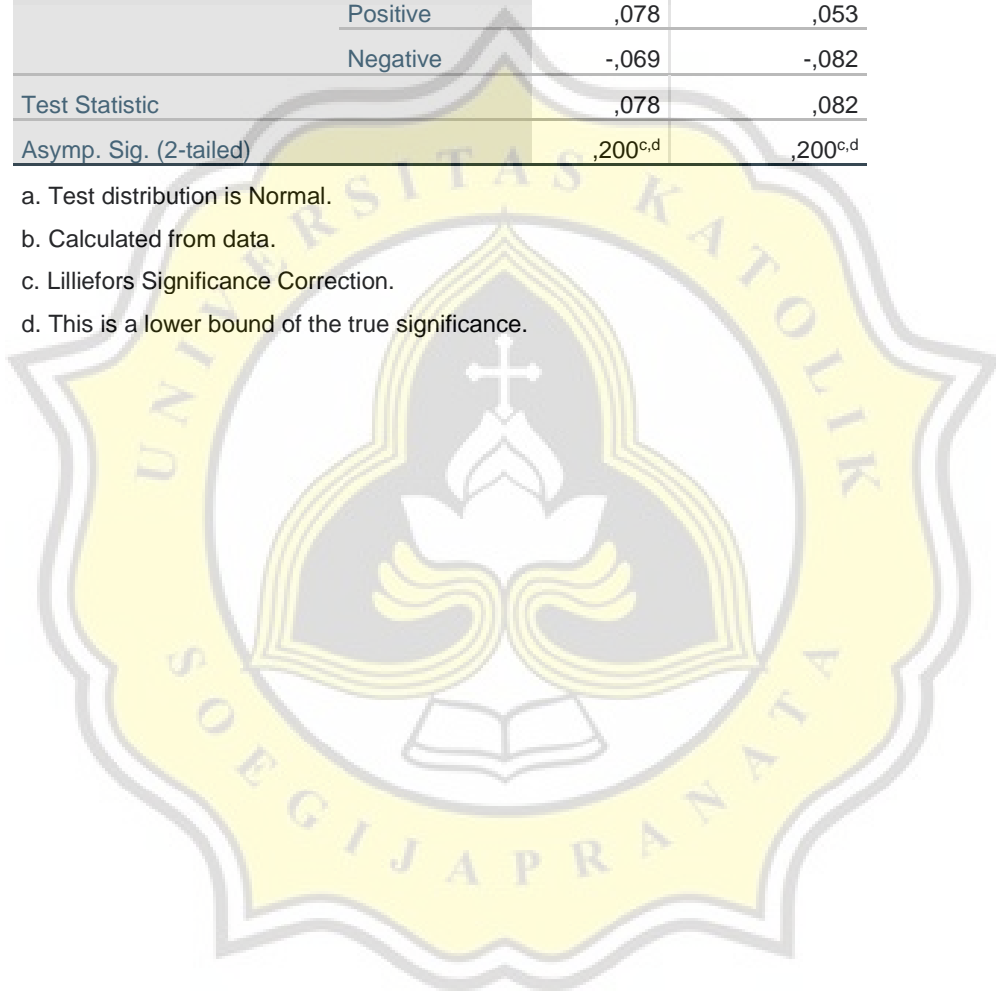 Positive ,078 ,053
Negative -,069 -,082
Test Statistic ,078 ,082
Asymp. Sig. (2-tailed) ,200c,d ,200c,d
a. Test distribution is Normal.
b. Calculated from data.
c. Lilliefors Significance Correction.
d. This is a lower bound of the true significance.
UNIVERSITAS KATOLIK
SOEGIJAPRANATA